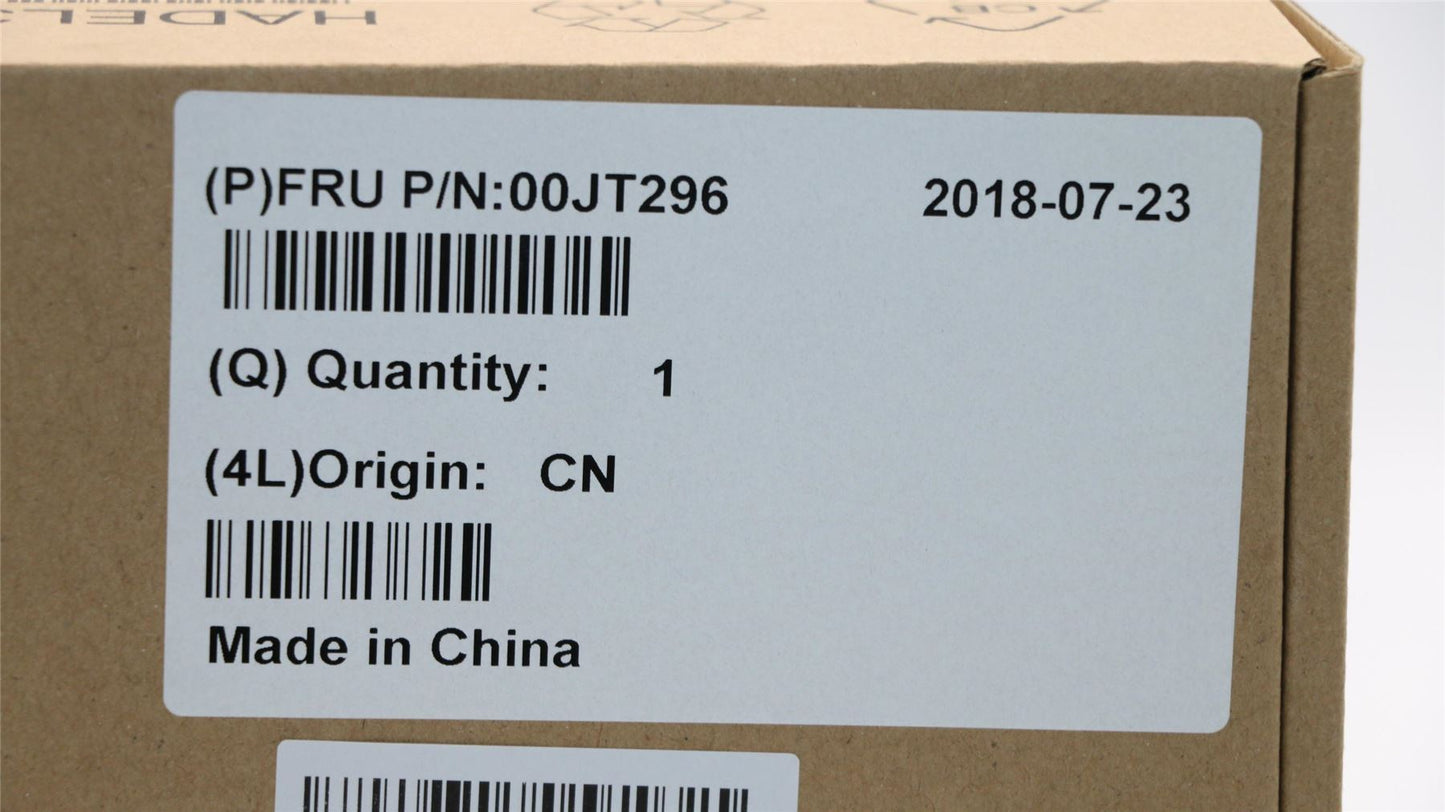 (P)FRU P/N:00JT296 2018-07-23
(Q) Quantity: 1
(4L)Origin: CN
Made in China